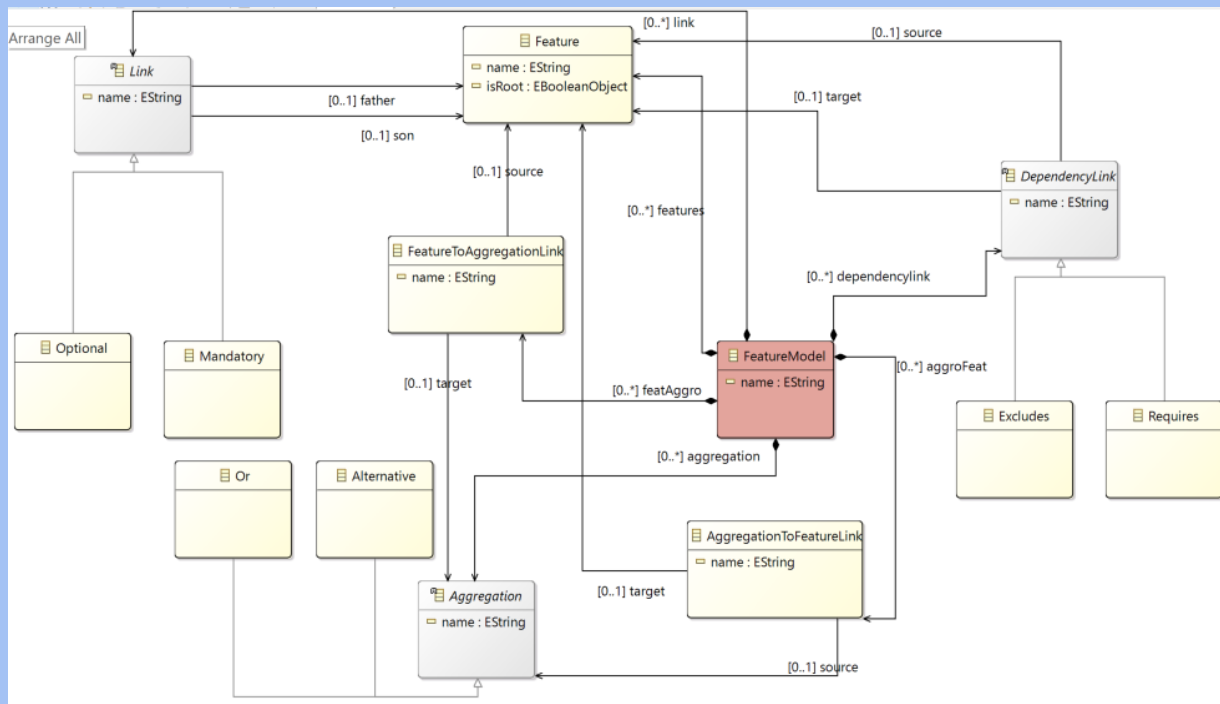 [0..*] link
Arrange All
Feature
name : EString
isRoot : EBooleanObject
[0..1] source
Link
name : EString
[0..1] father
[0..1] son
[0..1] target
[0..1] source
DependencyLink
name : EString
[0..*] features
FeatureToAggregationLink
name : EString
[0..*] dependencylink
Optional
Mandatory
FeatureModel
name : EString
[0..*] aggroFeat
[0..1] target
[0..*] featAggro
Excludes
Requires
[0..*] aggregation
Or
Alternative
AggregationToFeatureLink
name : EString
[0..1] target
Aggregation
name : EString
[0..1] source